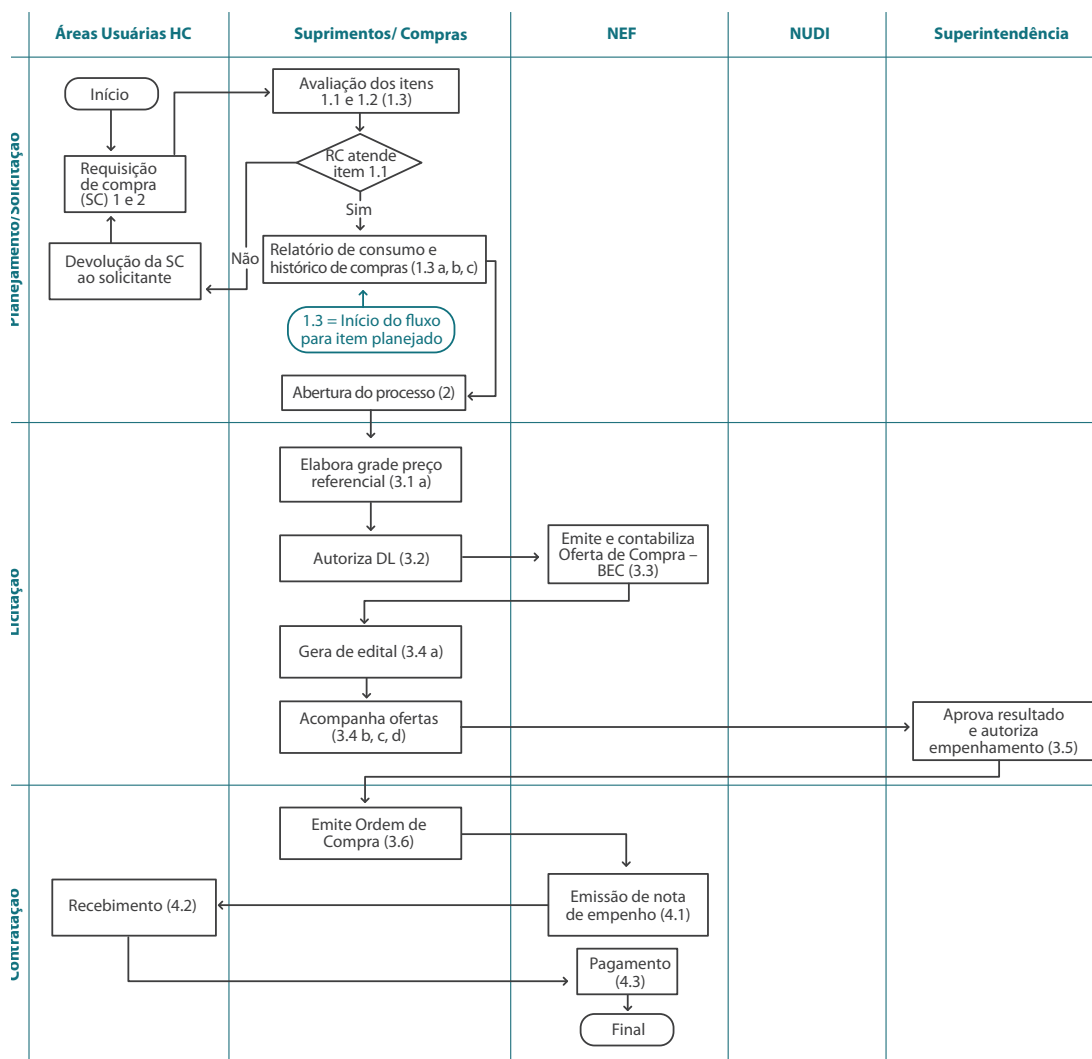 Áreas Usuárias HC
Suprimentos/ Compras
NEF
NUDI
Superintendência
Planejamento/Solicitação
Início
Avaliação dos itens
1.1 e 1.2 (1.3)
RC atende
item 1.1
Requisição
de compra
(SC) 1 e 2
Sim
Não
Devolução da SC
ao solicitante
Relatório de consumo e
histórico de compras (1.3 a, b, c)
1.3 = Início do fluxo
para item planejado
Abertura do processo (2)
Licitação
Elabora grade preço
referencial (3.1 a)
Autoriza DL (3.2)
Emite e contabiliza
Oferta de Compra –
BEC (3.3)
Gera de edital (3.4 a)
Acompanha ofertas
(3.4 b, c, d)
Aprova resultado
e autoriza
empenhamento (3.5)
Contratação
Emite Ordem de
Compra (3.6)
Emissão de nota
de empenho (4.1)
Recebimento (4.2)
Pagamento
(4.3)
Final